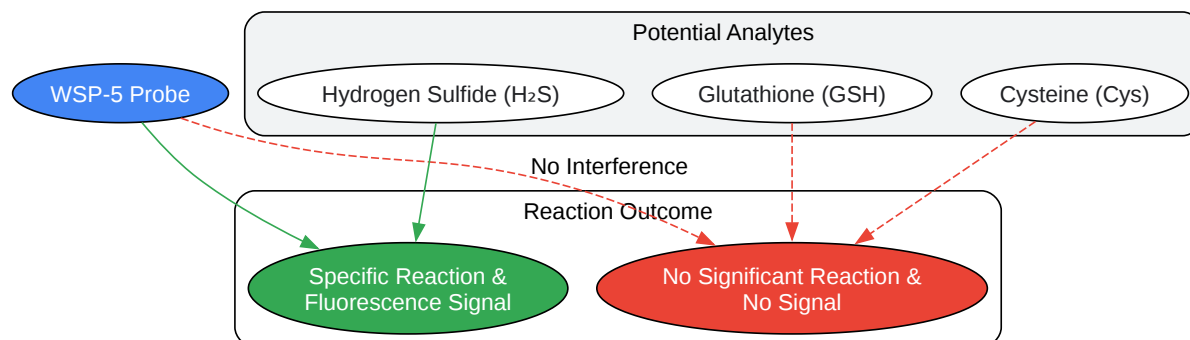 Potential Analytes
WSP-5 Probe
Hydrogen Sulfide (H₂S)
Glutathione (GSH)
Cysteine (Cys)
No Interference
Reaction Outcome
Specific Reaction &
Fluorescence Signal
No Significant Reaction &
No Signal